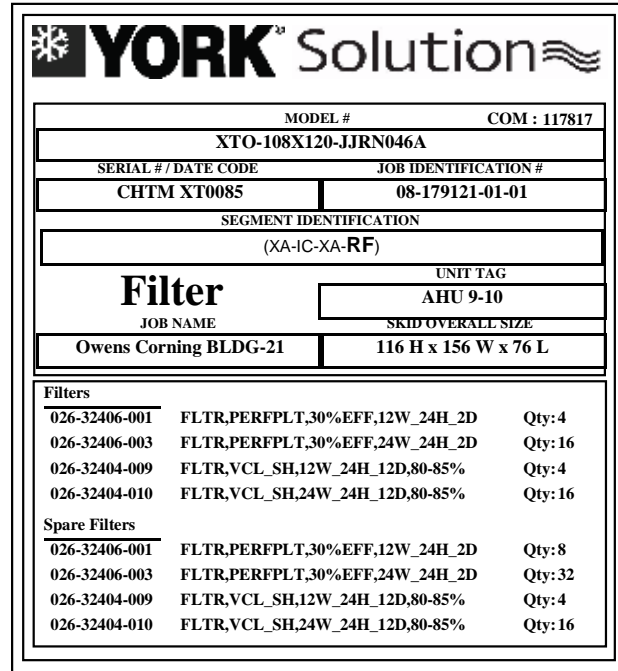 YORK® Solution
MODEL # COM : 117817
XTO-108X120-JJRN046A
SERIAL # / DATE CODE JOB IDENTIFICATION #
CHTM XT0085 08-179121-01-01
SEGMENT IDENTIFICATION
(XA-IC-XA-RF)
Filter
UNIT TAG
AHU 9-10
JOB NAME SKID OVERALL SIZE
Owens Corning BLDG-21 116 H x 156 W x 76 L
Filters
026-32406-001 FLTR,PERFPLT,30%EFF,12W_24H_2D Qty:4
026-32406-003 FLTR,PERFPLT,30%EFF,24W_24H_2D Qty:16
026-32404-009 FLTR,VCL_SH,12W_24H_12D,80-85% Qty:4
026-32404-010 FLTR,VCL_SH,24W_24H_12D,80-85% Qty:16
Spare Filters
026-32406-001 FLTR,PERFPLT,30%EFF,12W_24H_2D Qty:8
026-32406-003 FLTR,PERFPLT,30%EFF,24W_24H_2D Qty:32
026-32404-009 FLTR,VCL_SH,12W_24H_12D,80-85% Qty:4
026-32404-010 FLTR,VCL_SH,24W_24H_12D,80-85% Qty:16